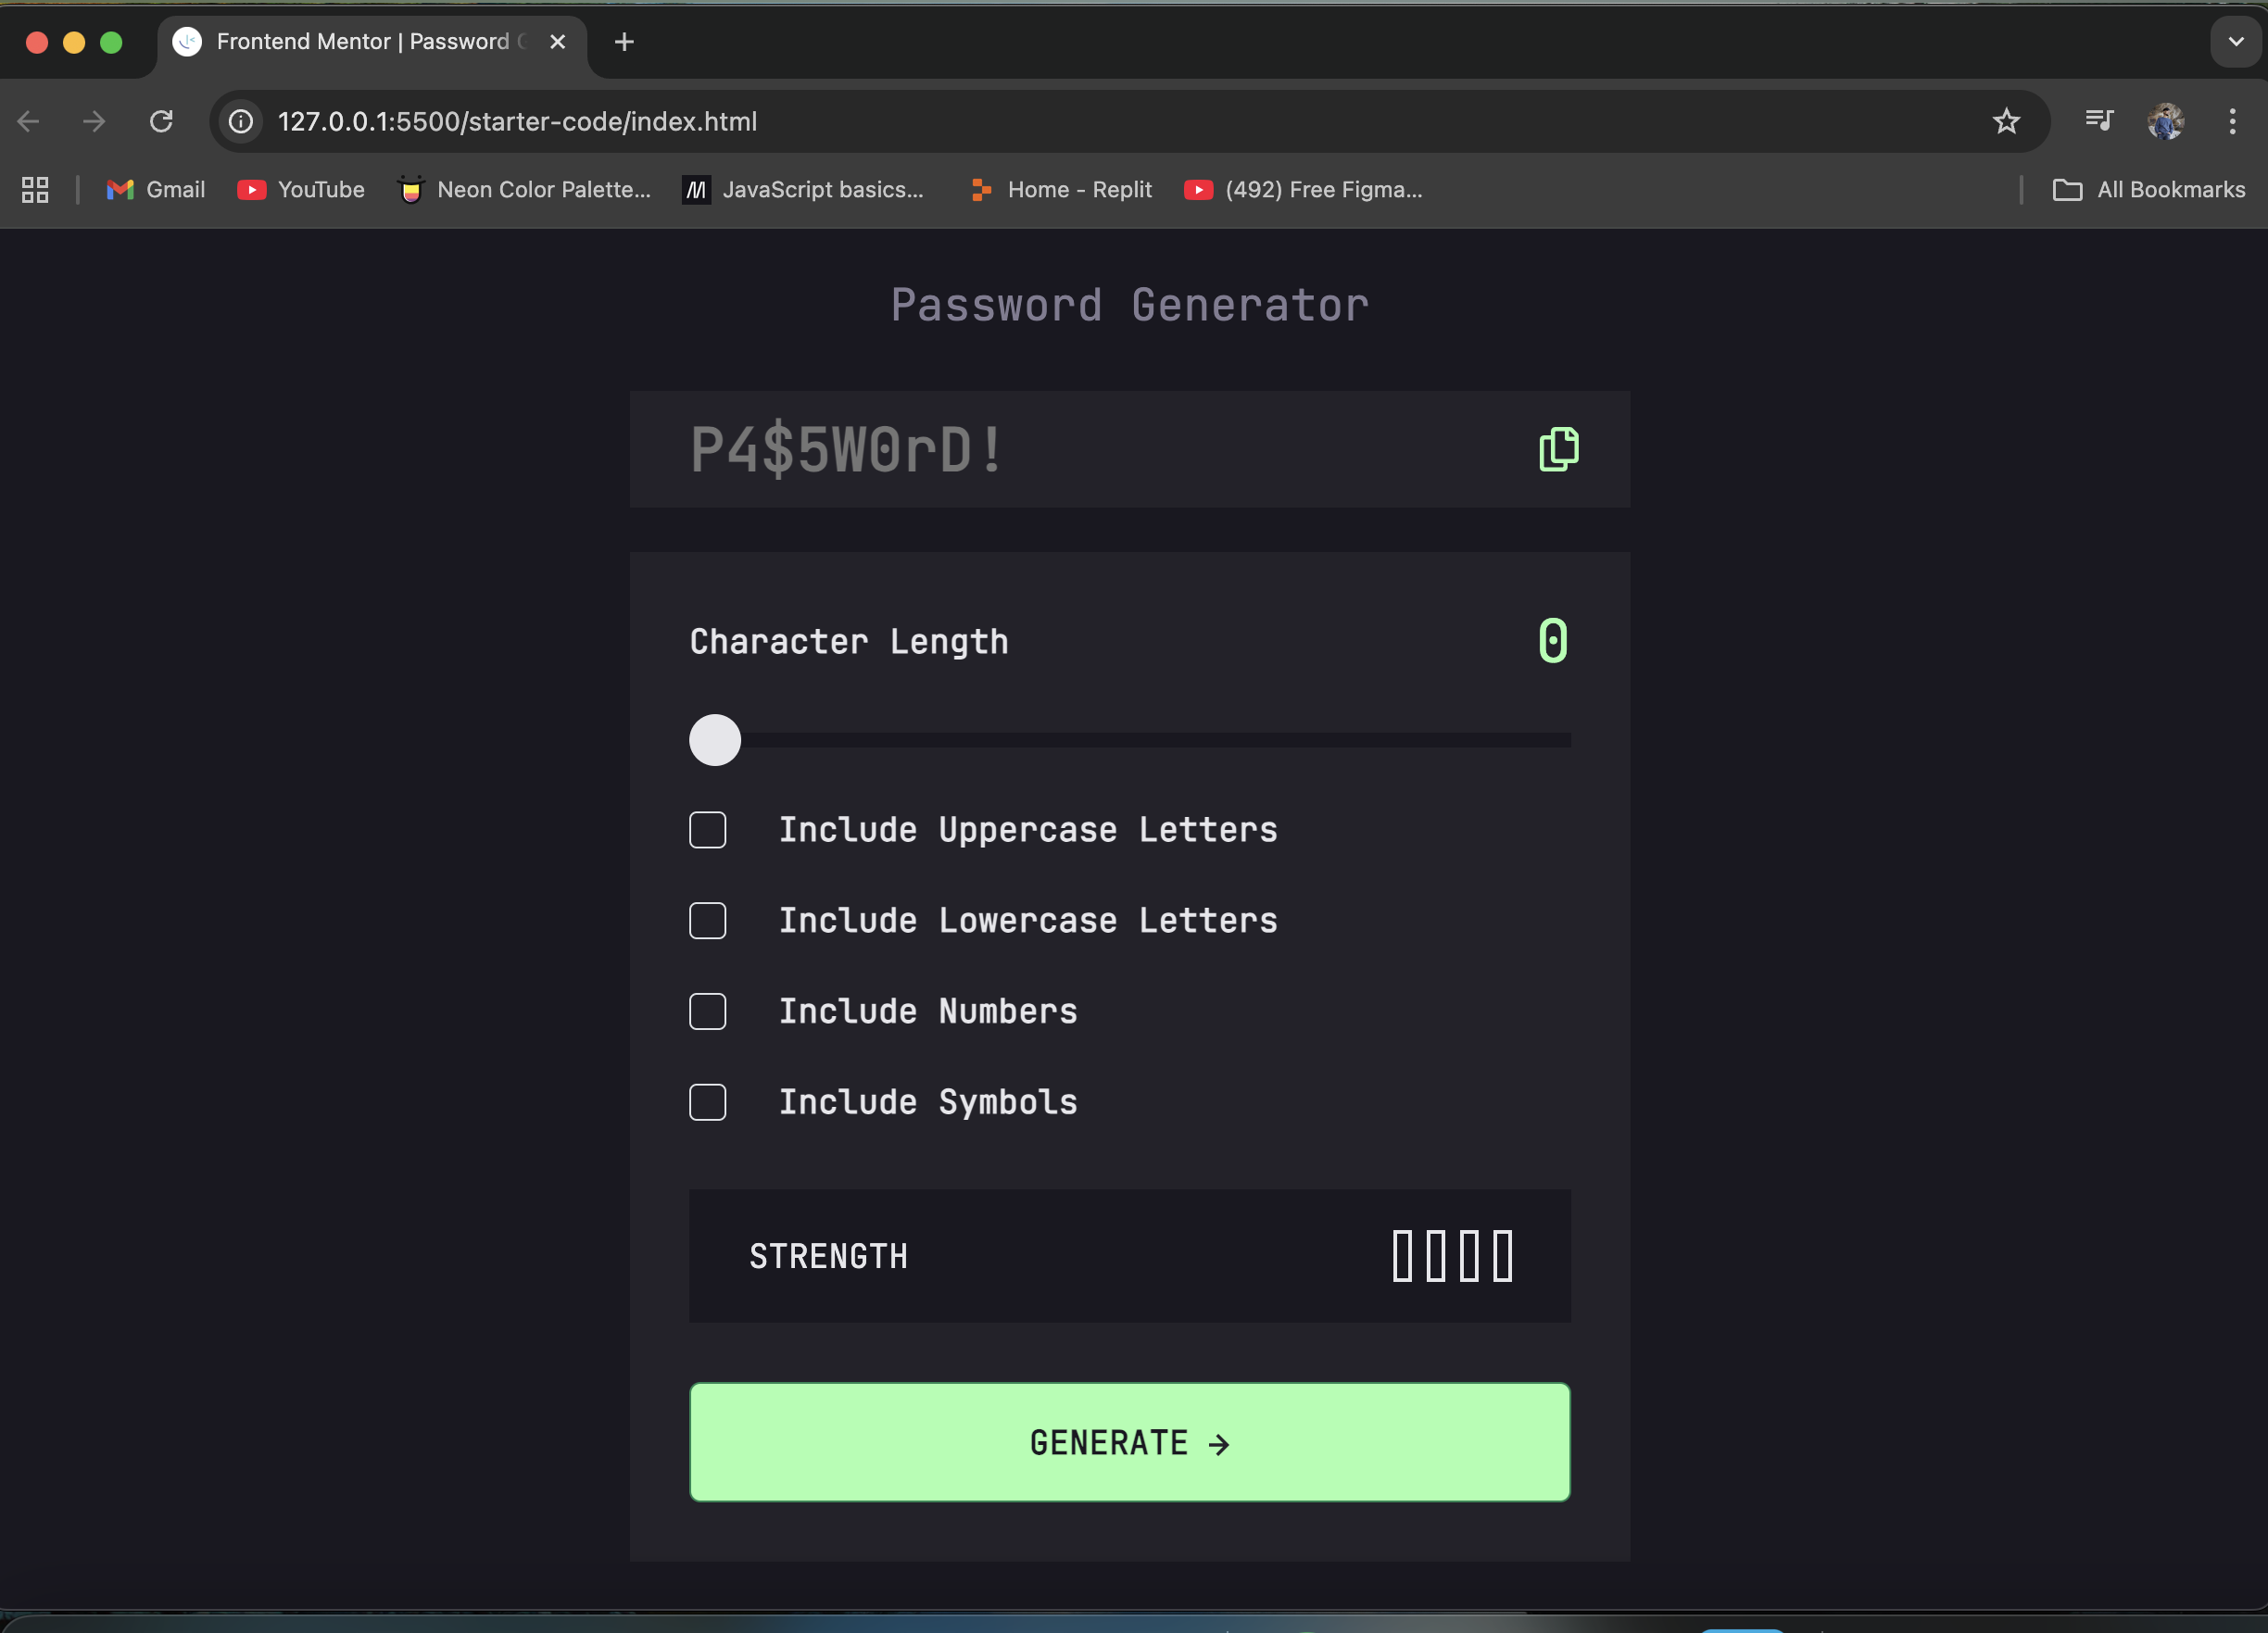 Frontend Mentor | Password
127.0.0.1:5500/starter-code/index.html
Gmail YouTube Neon Color Palette... JavaScript basics... Home - Replit (492) Free Figma... All Bookmarks
Password Generator
P4$5W0rD!
Character Length 0
Include Uppercase Letters
Include Lowercase Letters
Include Numbers
Include Symbols
STRENGTH
GENERATE →